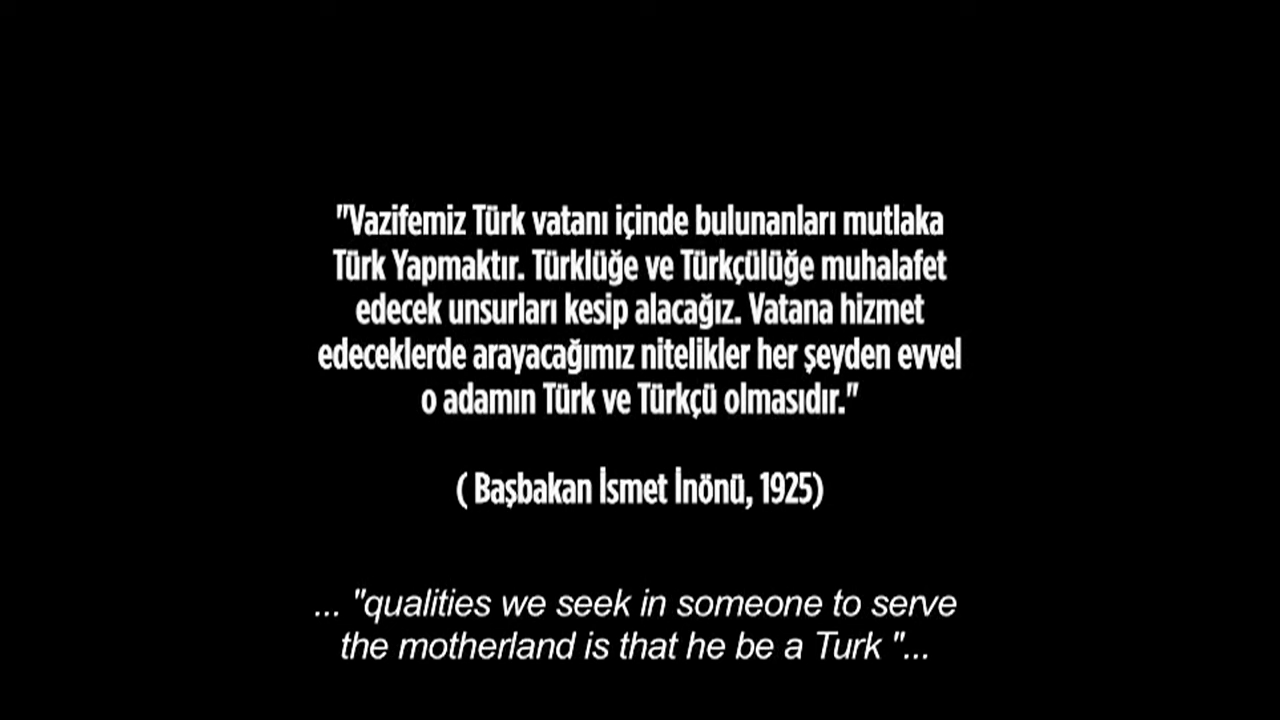 "Vazifemiz Türk vatanı içinde bulunanları mutlaka
Türk Yapmaktır. Türklüğe ve Türkçülüğe muhalafet
edecek unsurları kesip alacağız. Vatana hizmet
edeceklerde arayacağımız nitelikler her şeyden evvel
o adamın Türk ve Türkçü olmasıdır."
( Başbakan İsmet İnönü, 1925)
... "qualities we seek in someone to serve
the motherland is that he be a Turk "...